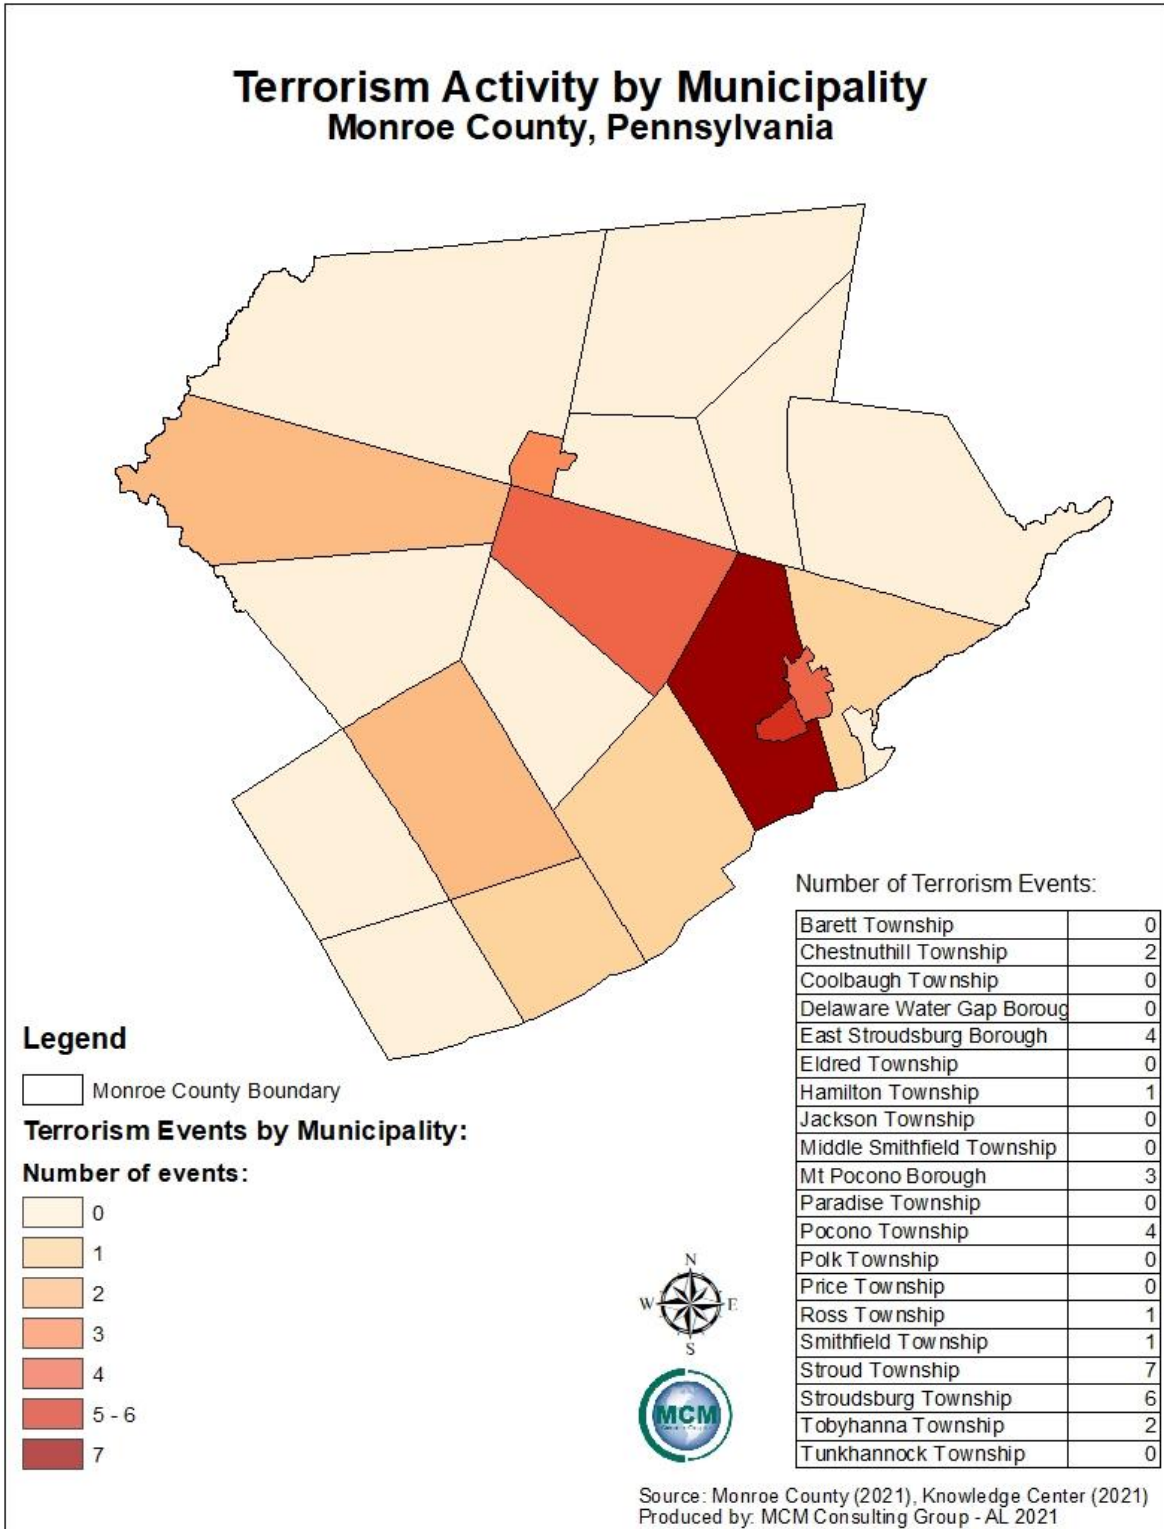 Terrorism Activity by Municipality
Monroe County, Pennsylvania
Number of Terrorism Events:
Barett Township 0
Chestnuthill Township 2
Coolbaugh Township 0
Delaware Water Gap Boroug 0
East Stroudsburg Borough 4
Eldred Township 0
Hamilton Township 1
Jackson Township 0
Middle Smithfield Township 0
Mt Pocono Borough 3
Paradise Township 0
Pocono Township 4
Polk Township 0
Price Township 0
Ross Township 1
Smithfield Township 1
Stroud Township 7
Stroudsburg Township 6
Tobyhanna Township 2
Tunkhannock Township 0
Legend
Monroe County Boundary
Terrorism Events by Municipality:
Number of events:
0
1
2
3
4
5 - 6
7
N
W E
S
MCM
Source: Monroe County (2021), Knowledge Center (2021)
Produced by: MCM Consulting Group - AL 2021